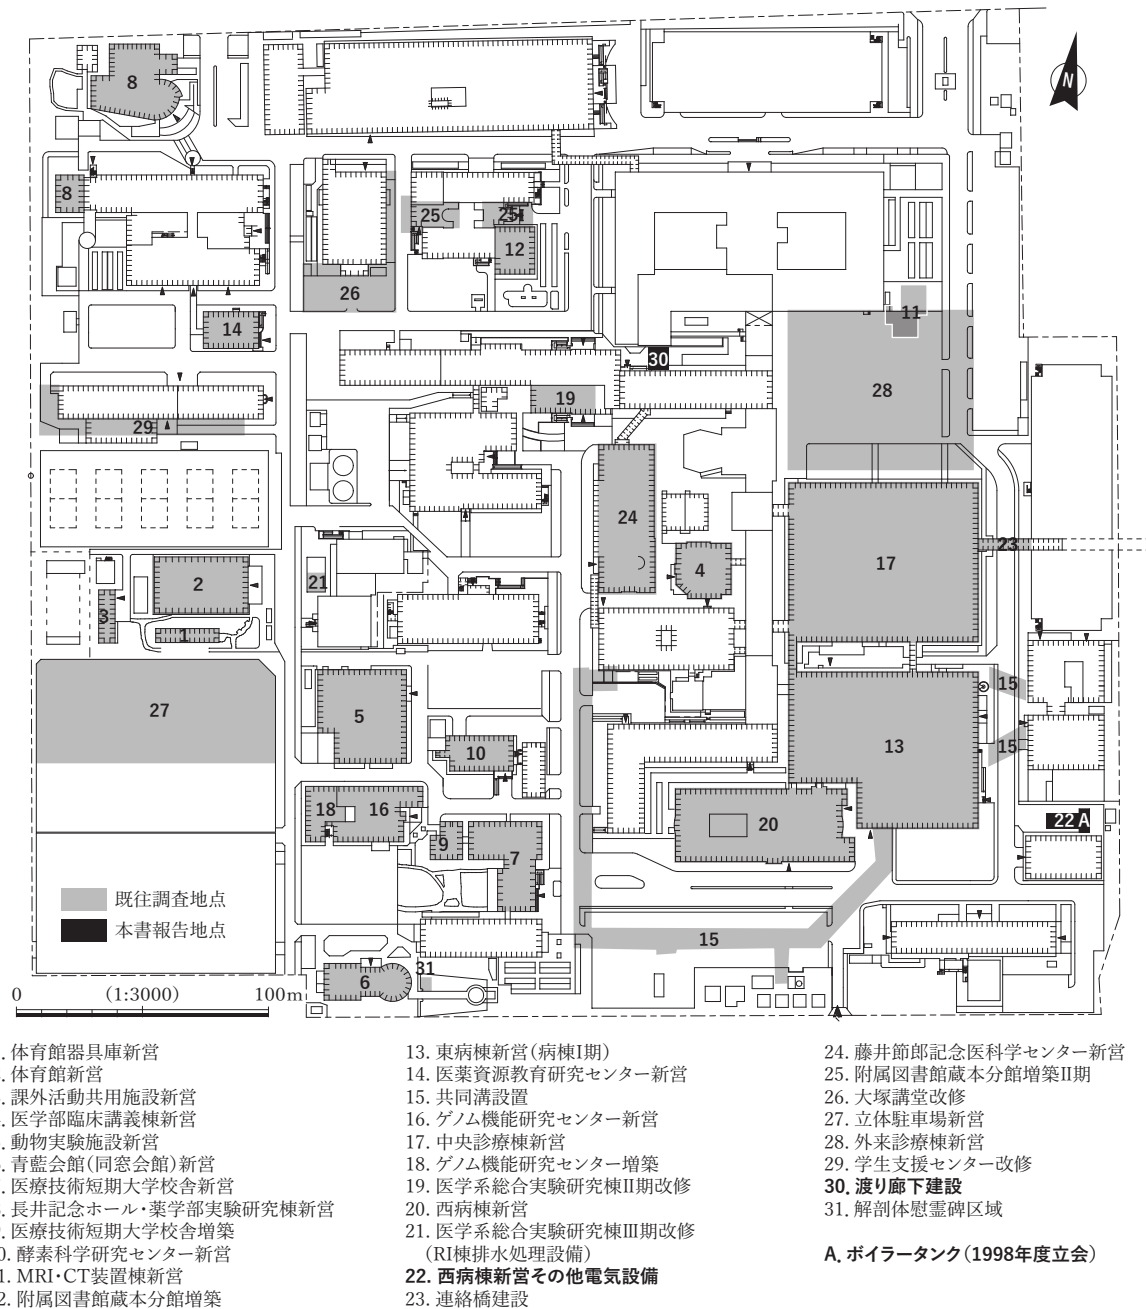 N
8
8
25
25
12
26
14
11
30
28
19
29
24
17
23
2
4
21
3
1
15
27
5
10
13
15
18
16
20
22 A
9
7
既往調査地点
本書報告地点
15
31
6
0 (1:3000) 100m
. 体育館器具庫新営
. 体育館新営
. 課外活動共用施設新営
. 医学部臨床講義棟新営
. 動物実験施設新営
. 青藍会館(同窓会館)新営
. 医療技術短期大学校舎新営
. 長井記念ホール・薬学部実験研究棟新営
. 医療技術短期大学校舎増築
0. 酵素科学研究センター新営
1. MRI・CT装置棟新営
2. 附属図書館蔵本分館増築
13. 東病棟新営(病棟Ⅰ期)
14. 医薬資源教育研究センター新営
15. 共同溝設置
16. ゲノム機能研究センター新営
17. 中央診療棟新営
18. ゲノム機能研究センター増築
19. 医学系総合実験研究棟Ⅱ期改修
20. 西病棟新営
21. 医学系総合実験研究棟Ⅲ期改修
(RI棟排水処理設備)
22. 西病棟新営その他電気設備
23. 連絡橋建設
24. 藤井節郎記念医科学センター新営
25. 附属図書館蔵本分館増築Ⅱ期
26. 大塚講堂改修
27. 立体駐車場新営
28. 外来診療棟新営
29. 学生支援センター改修
30. 渡り廊下建設
31. 解剖体慰霊碑区域
A. ボイラータンク(1998年度立会)